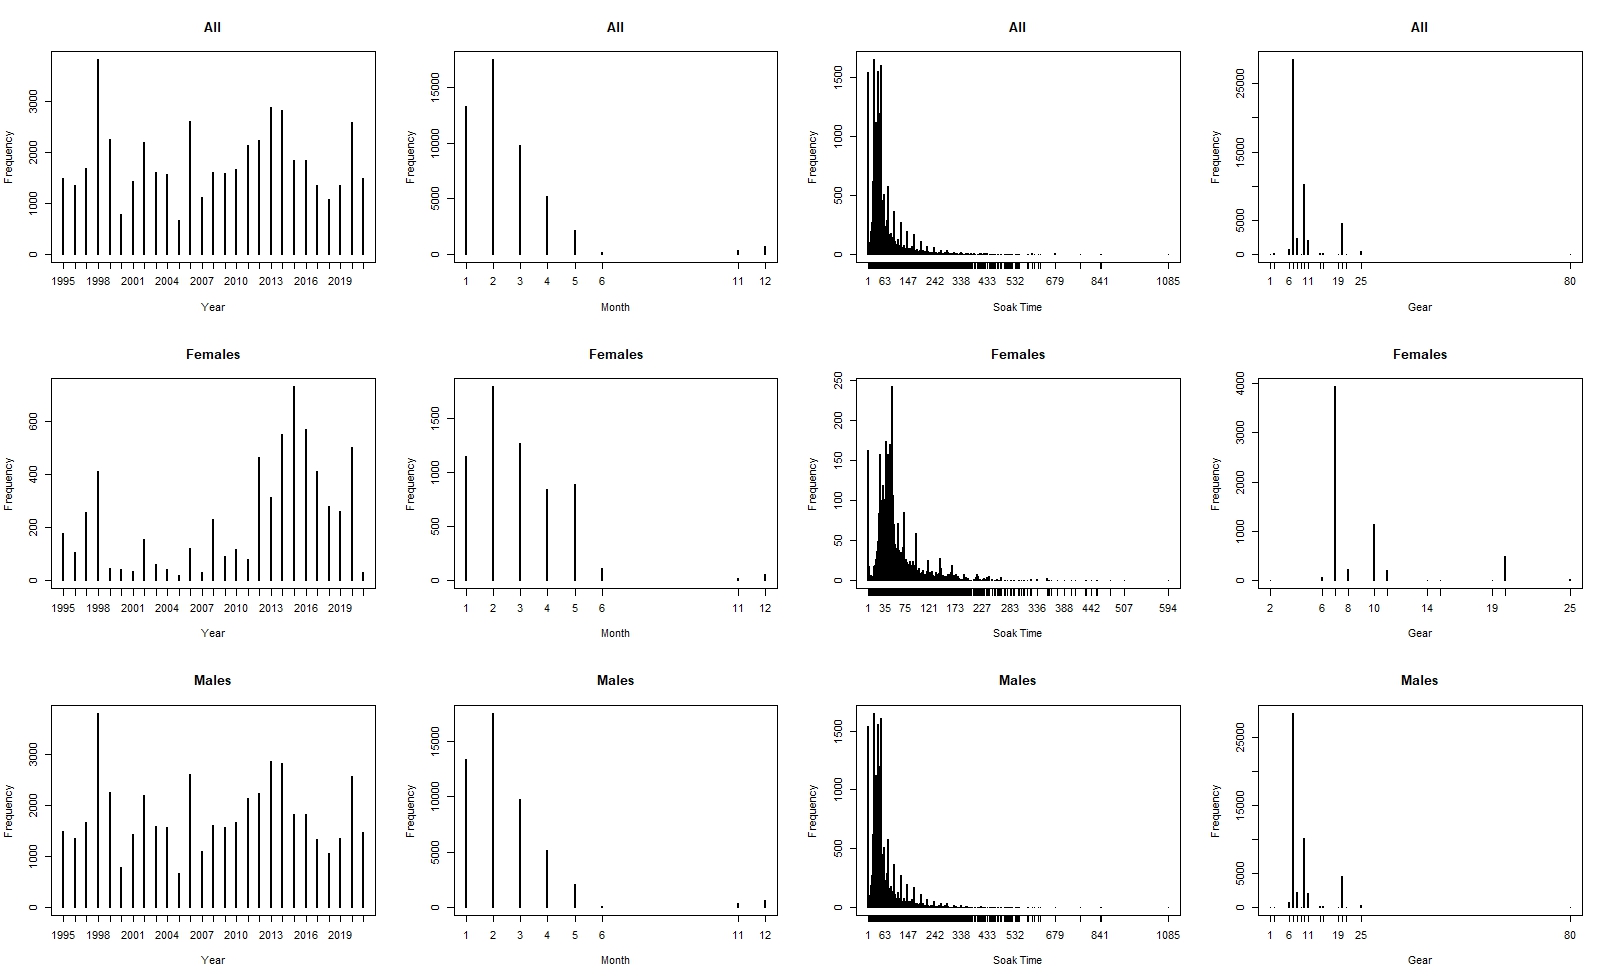 All
Frequency
0 1000 2000 3000
1995 1998 2001 2004 2007 2010 2013 2016 2019
Year
All
Frequency
0 5000 10000 15000
1 2 3 4 5 6 11 12
Month
All
Frequency
0 500 1000 1500
1 63 147 242 338 433 532 679 841 1085
Soak Time
All
Frequency
0 5000 15000 25000
1 6 11 19 25 80
Gear
Females
Frequency
0 200 400 600
1995 1998 2001 2004 2007 2010 2013 2016 2019
Year
Females
Frequency
0 500 1000 1500
1 2 3 4 5 6 11 12
Month
Females
Frequency
0 50 100 150 200 250
1 35 75 121 173 227 283 336 388 442 507 594
Soak Time
Females
Frequency
0 1000 2000 3000 4000
2 6 8 10 14 19 25
Gear
Males
Frequency
0 1000 2000 3000
1995 1998 2001 2004 2007 2010 2013 2016 2019
Year
Males
Frequency
0 5000 10000 15000
1 2 3 4 5 6 11 12
Month
Males
Frequency
0 500 1000 1500
1 63 147 242 338 433 532 679 841 1085
Soak Time
Males
Frequency
0 5000 15000 25000
1 6 11 19 25 80
Gear